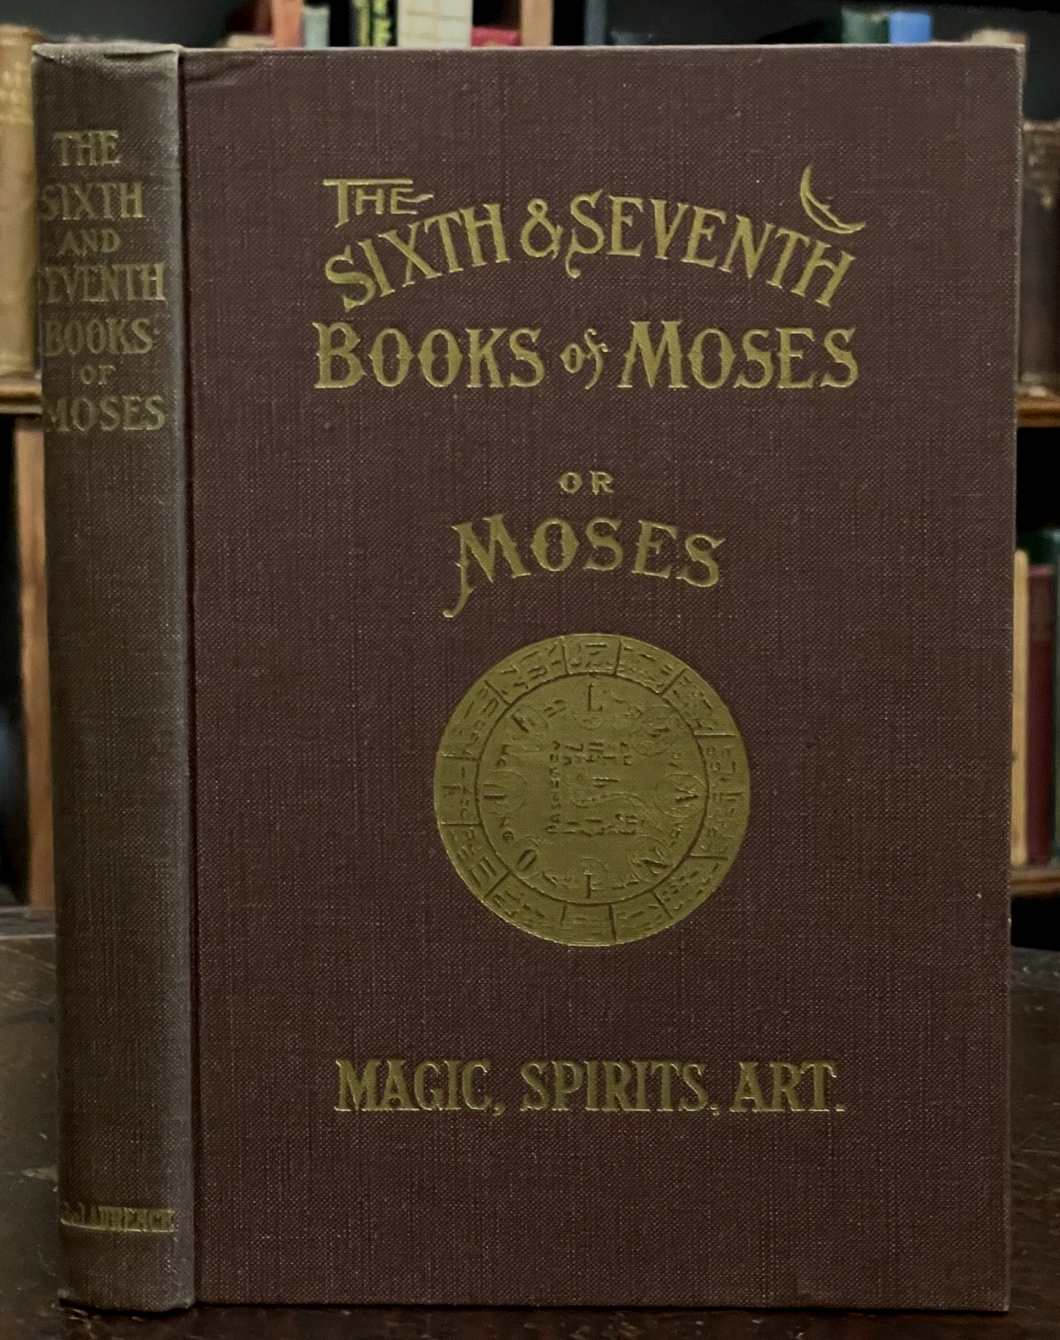 THE
SIXTH
AND
SEVENTH
BOOKS
OF
MOSES
THE
SIXTH & SEVENTH
BOOKS of MOSES
OR
MOSES
MAGIC, SPIRITS, ART.